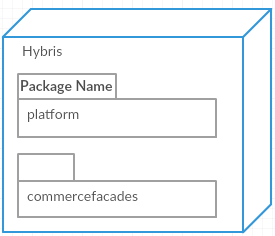 Hybris
Package Name
platform
commercefacades